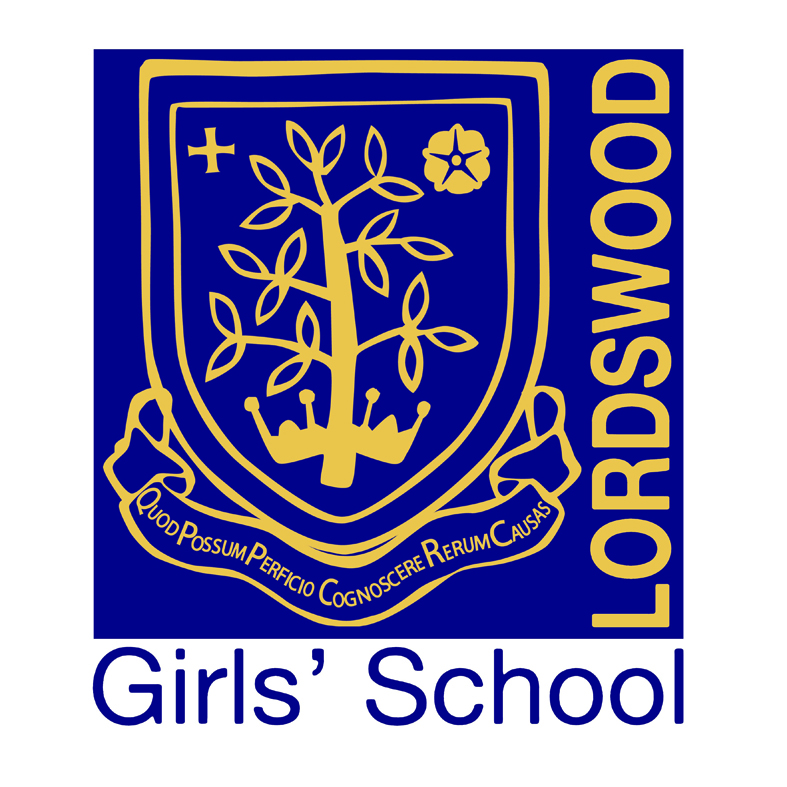 LORDSWOOD
QUOD POSSUM PERFICIO COGNOSCERE RERUM CAUSAS
Girls’ School